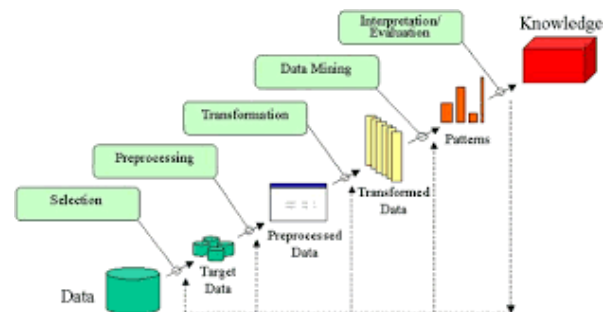 Interpretation/
Evaluation
Knowledge
Data Mining
Transformation
Patterns
Preprocessing
Transformed
Data
Selection
Preprocessed
Data
Target
Data
Data